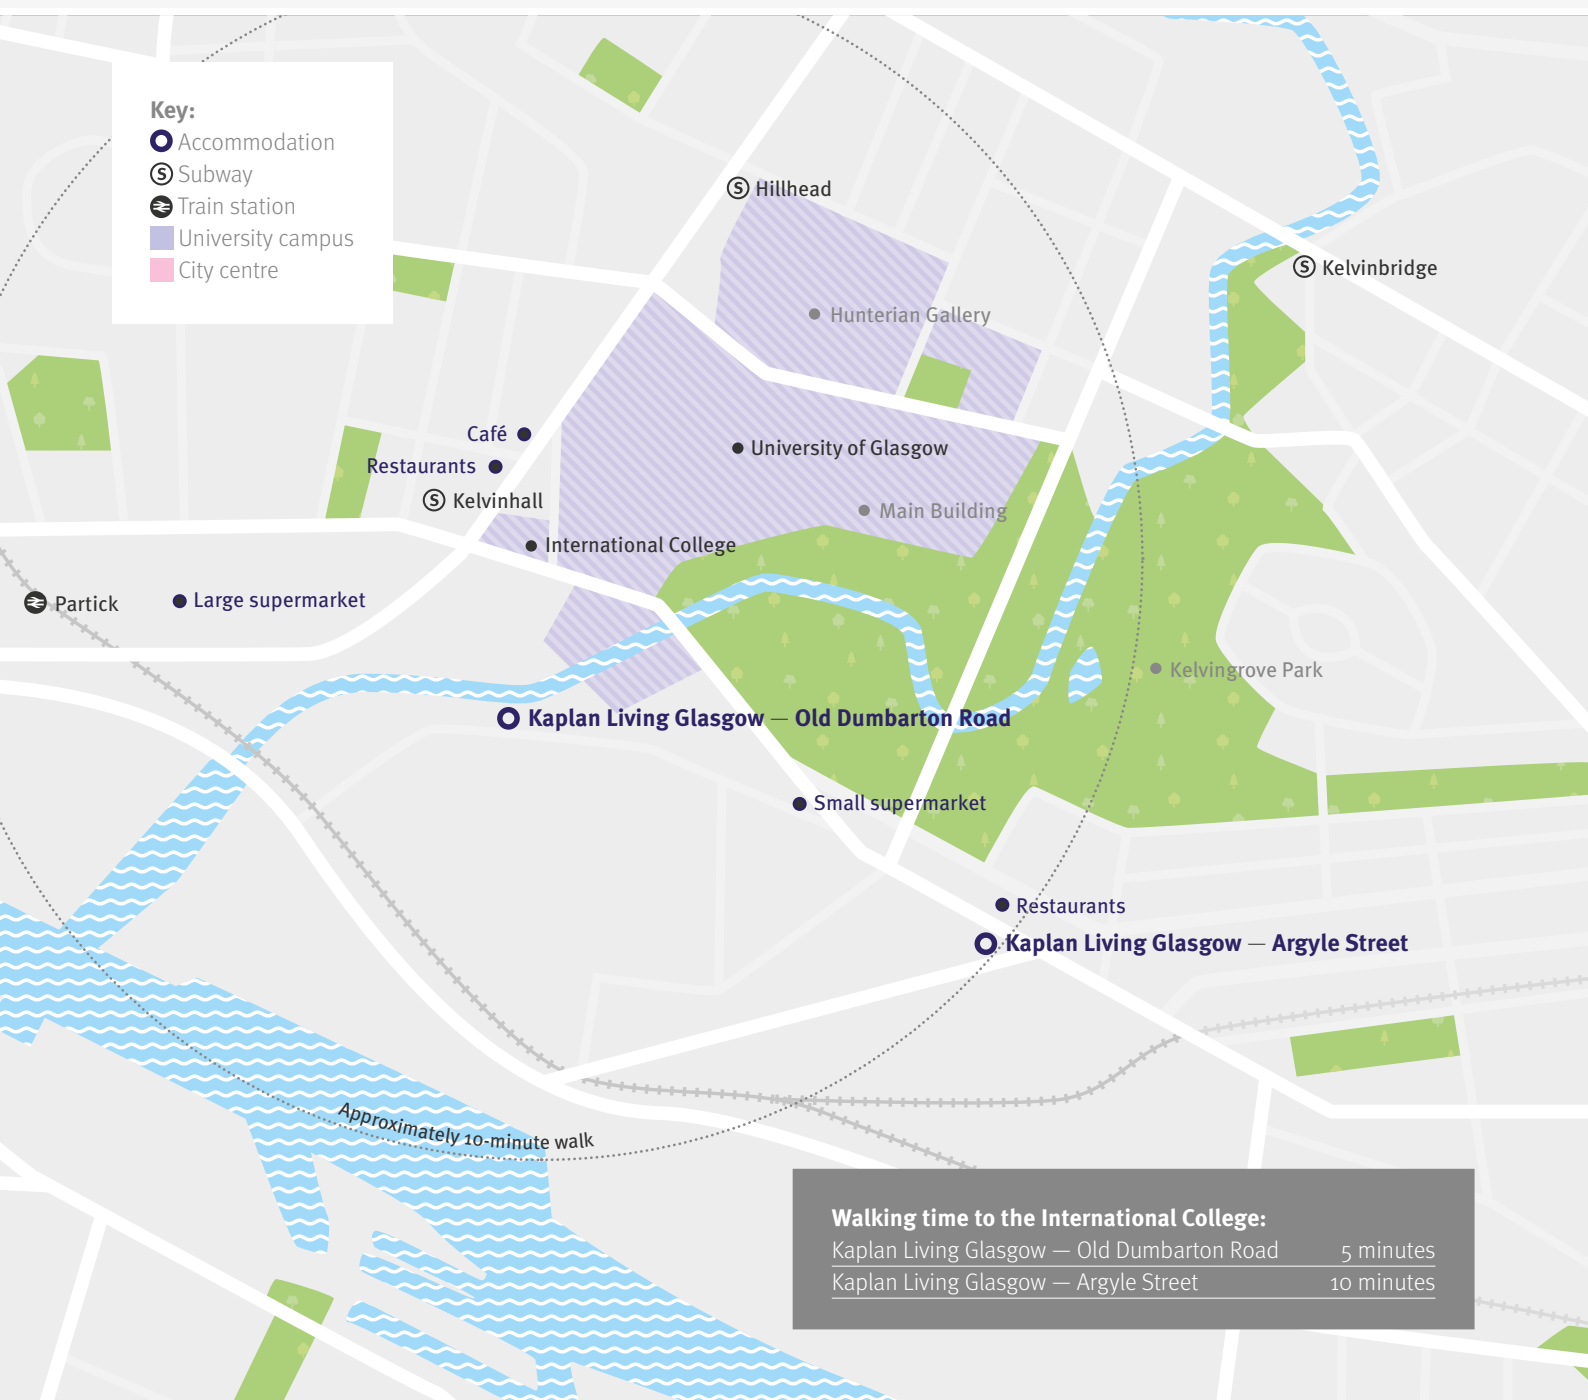 Key:
Accommodation
S Subway
Train station
University campus
City centre
S Hillhead
S Kelvinbridge
Hunterian Gallery
Café
University of Glasgow
Restaurants
S Kelvinhall
Main Building
International College
Partick
Large supermarket
Kelvingrove Park
Kaplan Living Glasgow — Old Dumbarton Road
Small supermarket
Restaurants
Kaplan Living Glasgow — Argyle Street
Approximately 10-minute walk
Walking time to the International College:
Kaplan Living Glasgow — Old Dumbarton Road 5 minutes
Kaplan Living Glasgow — Argyle Street 10 minutes